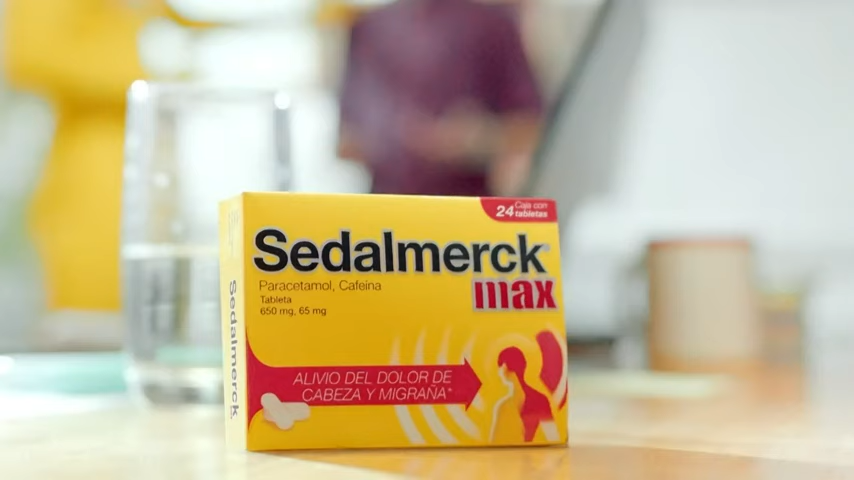 24 Caja con
tabletas
Sedalmerck
max
Paracetamol, Cafeína
Tableta
650 mg, 65 mg
ALIVIO DEL DOLOR DE
CABEZA Y MIGRAÑA*
Sedalmerck